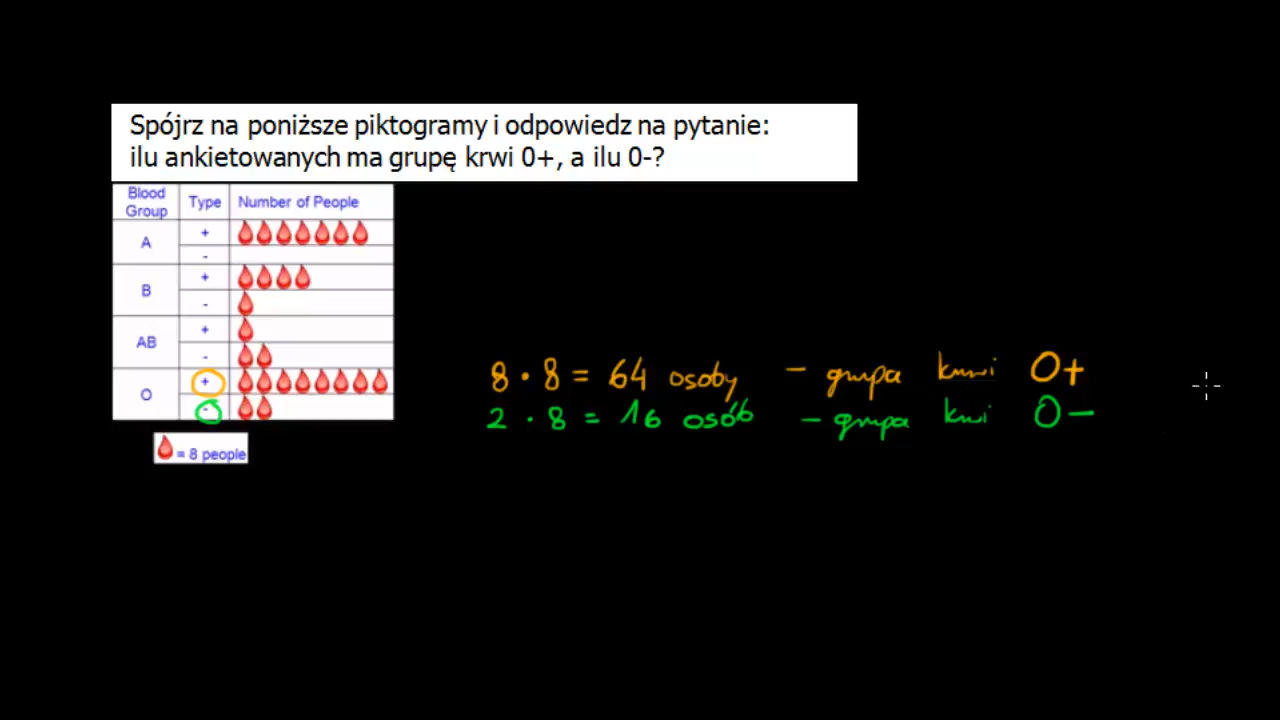 Spójrz na poniższe piktogramy i odpowiedz na pytanie:
ilu ankietowanych ma grupę krwi 0+, a ilu 0-?
Blood Group Type Number of People
A +
-
B +
-
AB +
-
O +
-
= 8 people
8 · 8 = 64 osoby - grupa krwi 0+
2 · 8 = 16 osób - grupa krwi 0-